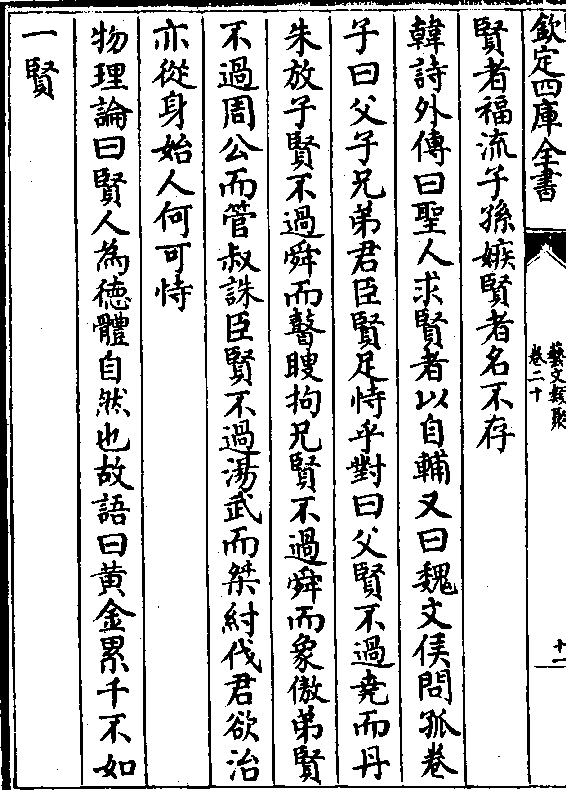 欽定四庫全書
藝文類聚
卷二十
十一
賢者福流子孫嫉賢者名不存
韓詩外傳曰聖人求賢者以自輔又曰魏文侯問孤卷
子曰父子兄弟君臣賢足恃乎對曰父賢不過堯而丹
朱放子賢不過舜而瞽瞍拘兄賢不過舜而象傲弟賢
不過周公而管叔誅臣賢不過湯武而桀紂伐君欲治
亦從身始人何可恃
物理論曰賢人為德體自然也故語曰黃金累千不如
一賢